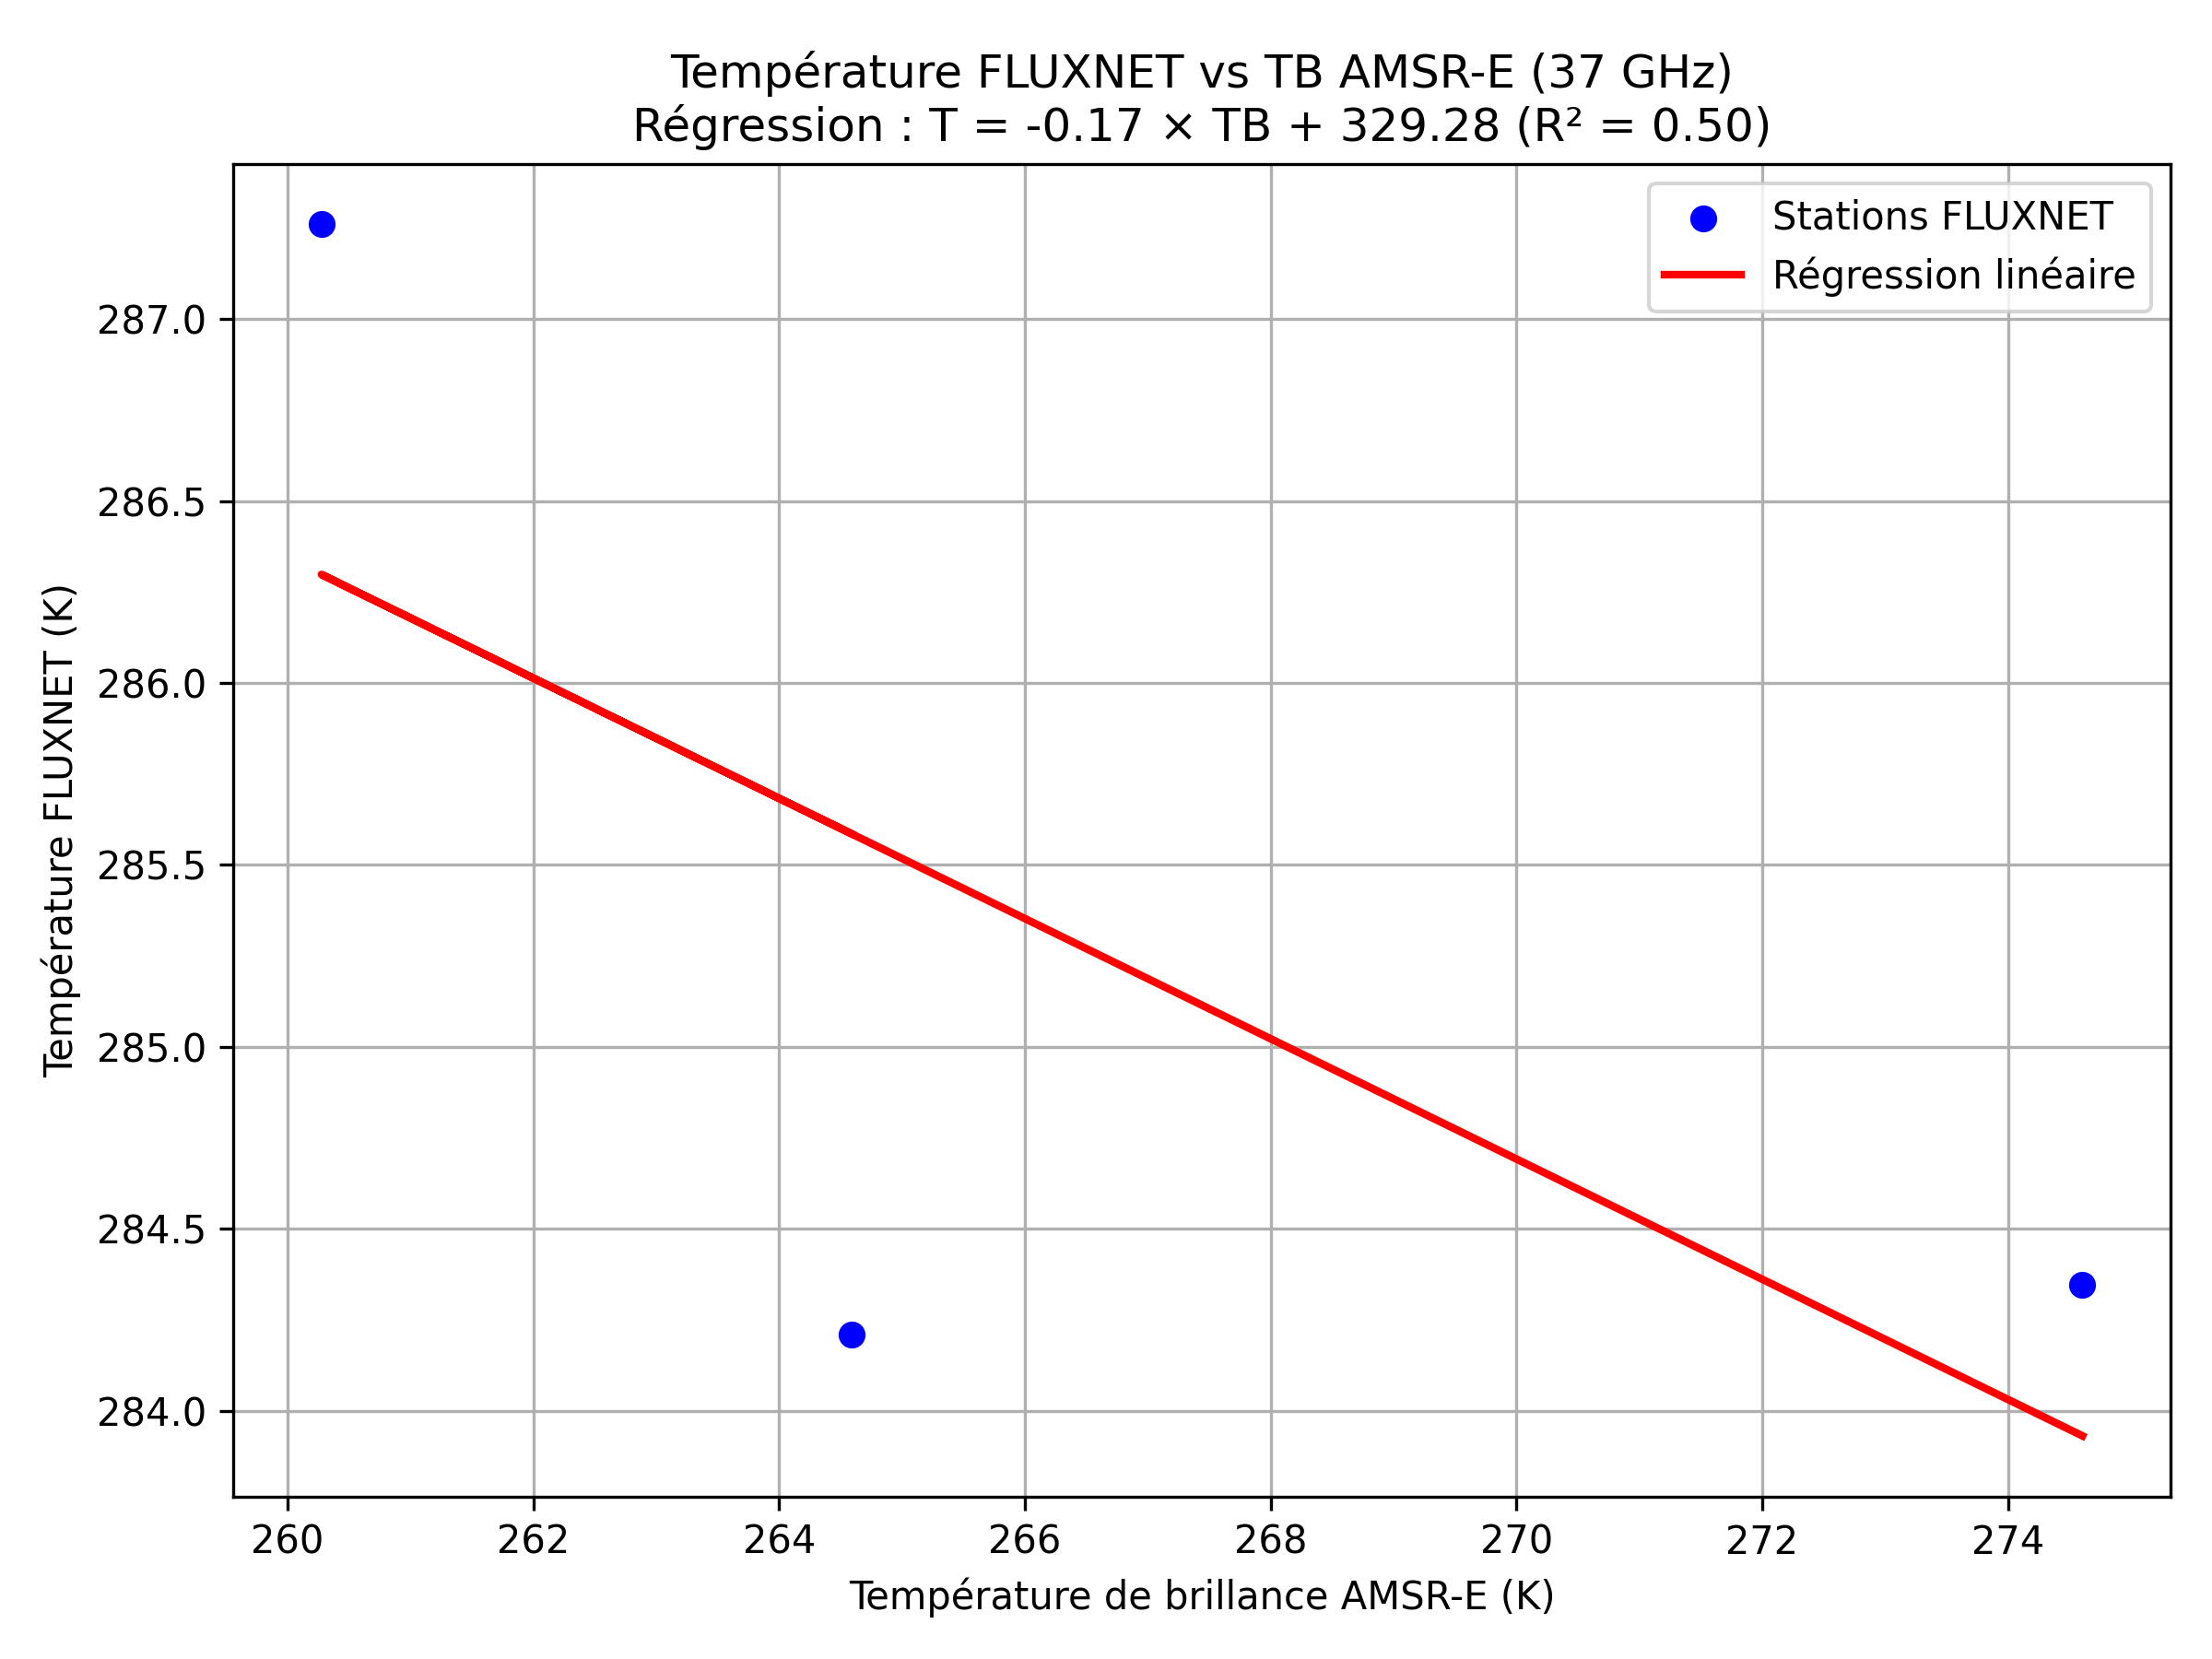 Température FLUXNET vs TB AMSR-E (37 GHz)
Régression : T = -0.17 × TB + 329.28 (R² = 0.50)
Stations FLUXNET
Régression linéaire
287.0
286.5
286.0
285.5
285.0
284.5
284.0
Température FLUXNET (K)
260 262 264 266 268 270 272 274
Température de brillance AMSR-E (K)